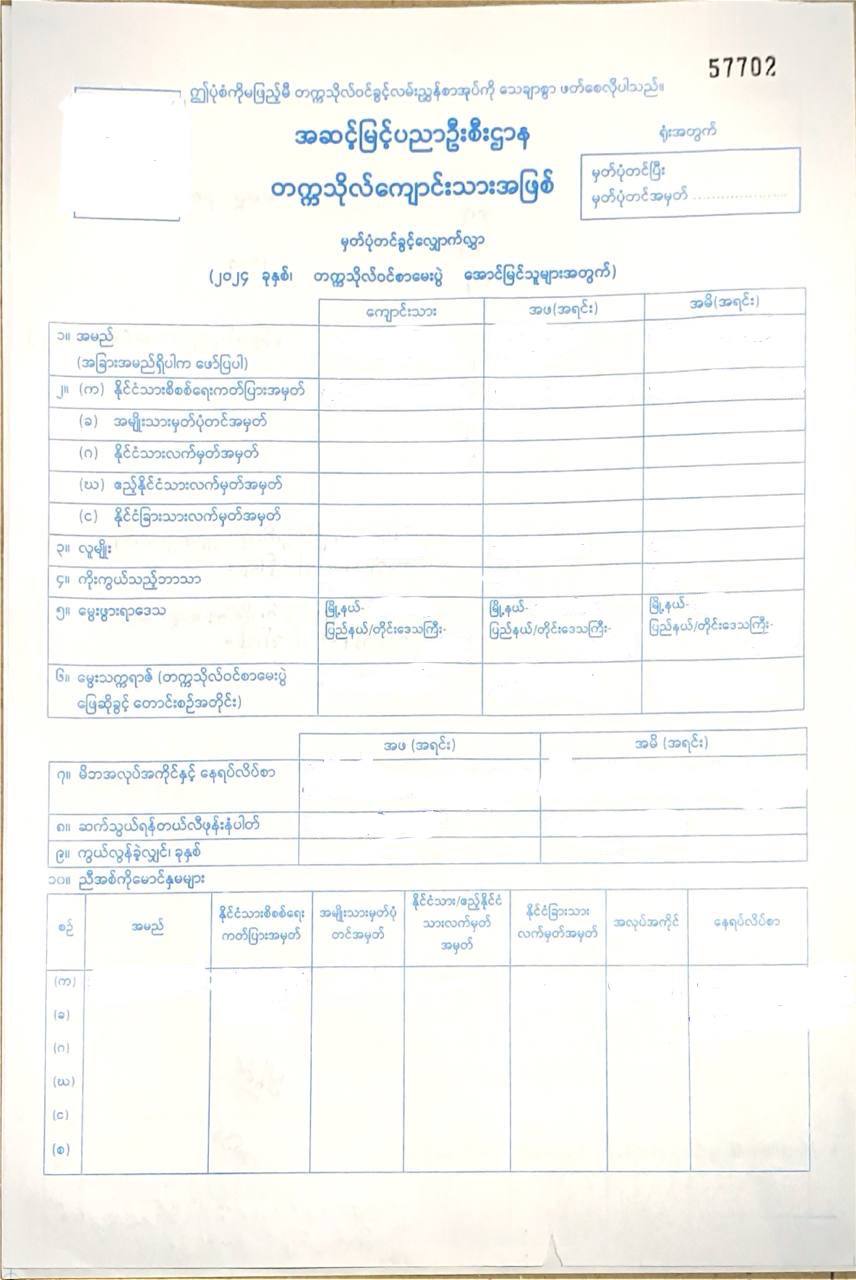 57702
ဤပုံစံကိုမဖြည့်မီ တက္ကသိုလ်ဝင်ခွင့်လမ်းညွှန်စာအုပ်ကို သေချာစွာ ဖတ်စေလိုပါသည်။
အဆင့်မြင့်ပညာဦးစီးဌာန
ရုံးအတွက်
တက္ကသိုလ်ကျောင်းသားအဖြစ်
မှတ်ပုံတင်ပြီး
မှတ်ပုံတင်အမှတ် ....................
မှတ်ပုံတင်ခွင့်လျှောက်လွှာ
(၂၀၂၄ ခုနှစ်၊ တက္ကသိုလ်ဝင်စာမေးပွဲ အောင်မြင်သူများအတွက်)
ကျောင်းသား အဖ(အရင်း) အမိ(အရင်း)
၁။ အမည်
(အခြားအမည်ရှိပါက ဖော်ပြပါ)
၂။ (က) နိုင်ငံသားစိစစ်ရေးကတ်ပြားအမှတ်
(ခ) အမျိုးသားမှတ်ပုံတင်အမှတ်
(ဂ) နိုင်ငံသားလက်မှတ်အမှတ်
(ဃ) ဧည့်နိုင်ငံသားလက်မှတ်အမှတ်
(င) နိုင်ငံခြားသားလက်မှတ်အမှတ်
၃။ လူမျိုး
၄။ ကိုးကွယ်သည့်ဘာသာ
၅။ မွေးဖွားရာဒေသ မြို့နယ်- မြို့နယ်- မြို့နယ်-
ပြည်နယ်/တိုင်းဒေသကြီး- ပြည်နယ်/တိုင်းဒေသကြီး- ပြည်နယ်/တိုင်းဒေသကြီး-
၆။ မွေးသက္ကရာဇ် (တက္ကသိုလ်ဝင်စာမေးပွဲ
ဖြေဆိုခွင့် တောင်းစဉ်အတိုင်း)
အဖ (အရင်း) အမိ (အရင်း)
၇။ မိဘအလုပ်အကိုင်နှင့် နေရပ်လိပ်စာ
၈။ ဆက်သွယ်ရန်တယ်လီဖုန်းနံပါတ်
၉။ ကွယ်လွန်ခဲ့လျှင်၊ ခုနှစ်
၁၀။ ညီအစ်ကိုမောင်နှမများ
စဉ် အမည် နိုင်ငံသားစိစစ်ရေး ကတ်ပြားအမှတ် အမျိုးသားမှတ်ပုံ တင်အမှတ် နိုင်ငံသား/ဧည့်နိုင်ငံ သားလက်မှတ် အမှတ် နိုင်ငံခြားသား လက်မှတ်အမှတ် အလုပ်အကိုင် နေရပ်လိပ်စာ
(က)
(ခ)
(ဂ)
(ဃ)
(င)
(စ)